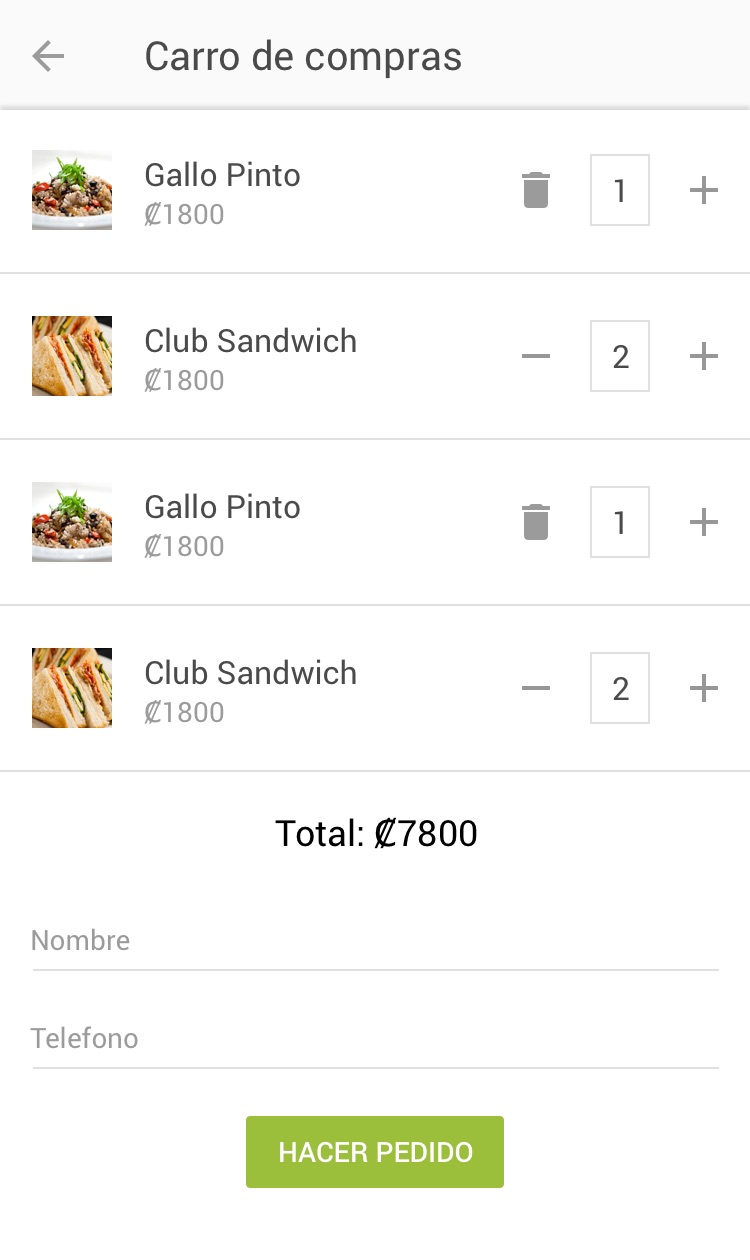 Carro de compras
Gallo Pinto
₡1800
1
Club Sandwich
₡1800
2
Gallo Pinto
₡1800
1
Club Sandwich
₡1800
2
Total: ₡7800
Nombre
Telefono
HACER PEDIDO